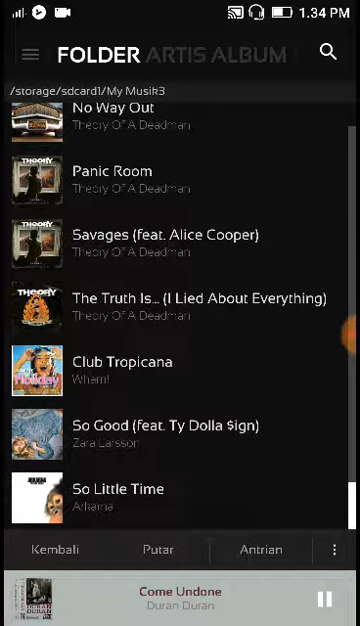 1.34 PM
FOLDER ARTIS ALBUM
/storage/sdcard1/My Musik3
No Way Out
Theory Of A Deadman
Panic Room
Theory Of A Deadman
Savages (feat. Alice Cooper)
Theory Of A Deadman
The Truth Is... (I Lied About Everything)
Theory Of A Deadman
Club Tropicana
Wham!
So Good (feat. Ty Dolla $ign)
Zara Larsson
So Little Time
Arkarna
Kembali Putar Antrian
Come Undone
Duran Duran